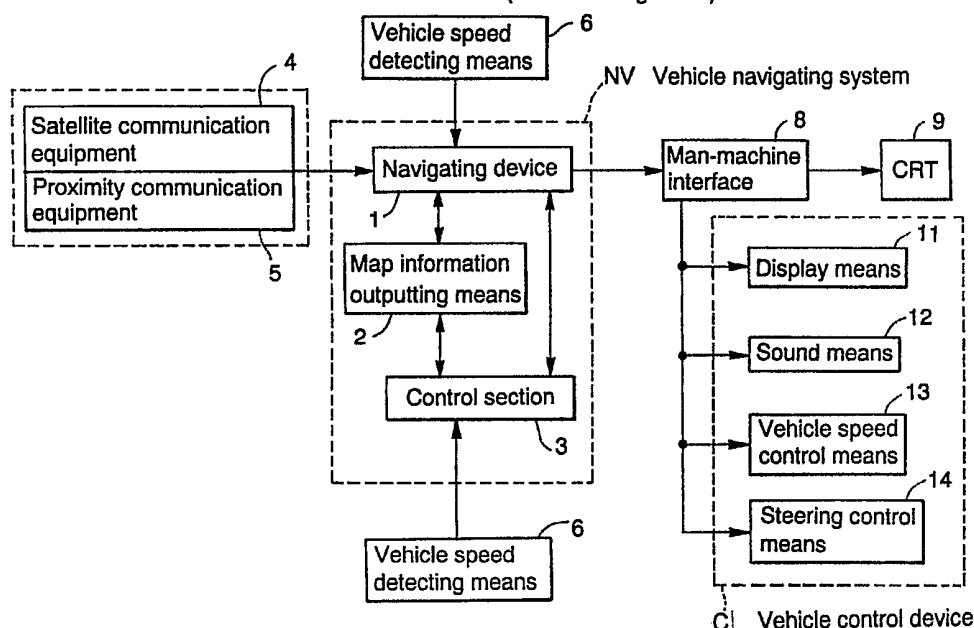 Vehicle speed
detecting means
6
4
NV Vehicle navigating system
Satellite communication
equipment
Proximity communication
equipment
5
Navigating device
1
8
Man-machine
interface
9
CRT
Map information
outputting means
2
11
Display means
12
Sound means
Control section
3
13
Vehicle speed
control means
14
Steering control
means
Vehicle speed
detecting means
6
Vehicle control device